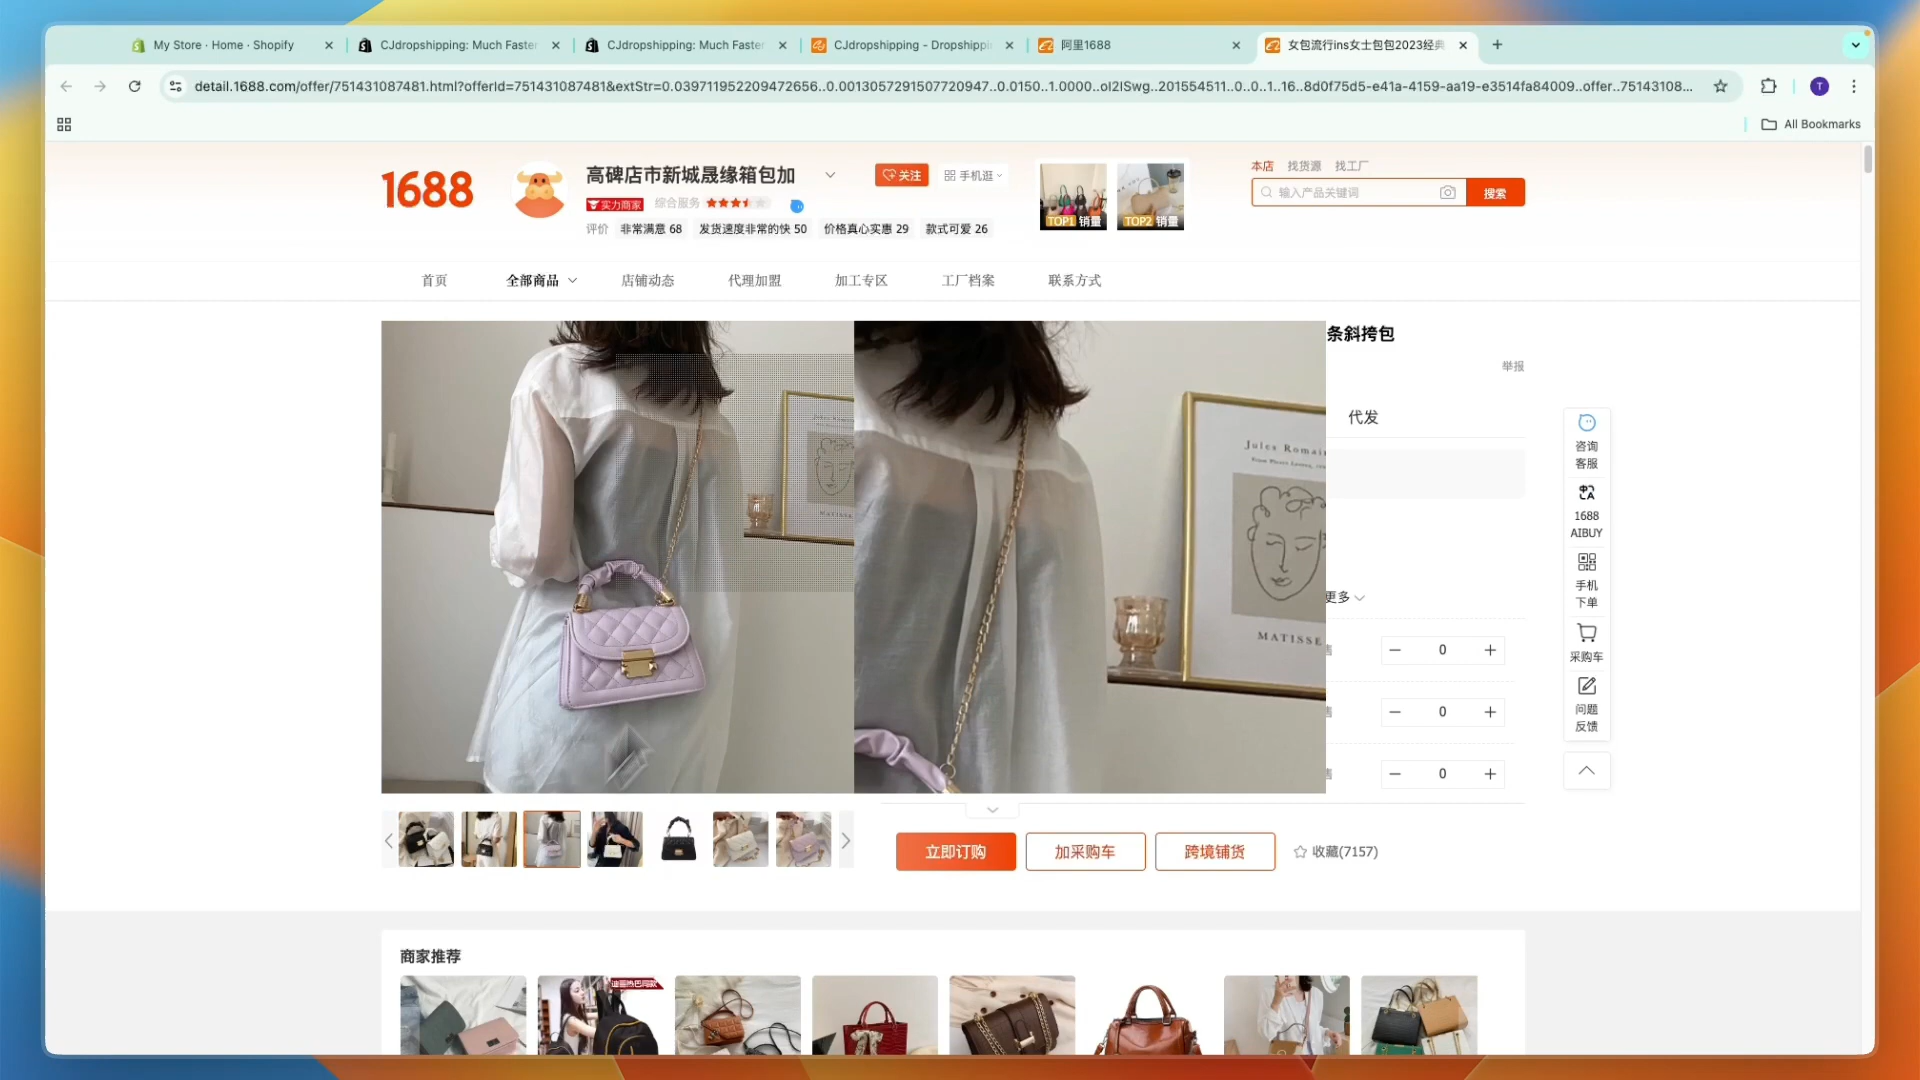 My Store · Home · Shopify
CJdropshipping: Much Faster
CJdropshipping: Much Faster
CJdropshipping - Dropshippi
阿里1688
女包流行ins女士包包2023经典
detail.1688.com/offer/751431087481.html?offerId=751431087481&extStr=0.039711952209472656..0.0013057291507720947..0.0150..1.0000..ol2lSwg..201554511..0..0..1..16..8d0f75d5-e41a-4159-aa19-e3514fa84009..offer..75143108...
T
All Bookmarks
1688
高碑店市新城晟缘箱包加
关注
手机逛
实力商家
综合服务
评价 非常满意 68 发货速度非常的快 50 价格真心实惠 29 款式可爱 26
TOP1 销量
TOP2 销量
本店 找货源 找工厂
输入产品关键词
搜索
首页 全部商品 店铺动态 代理加盟 加工专区 工厂档案 联系方式
条斜挎包
举报
代发
Jules Romai
MATISSE
更多
0
0
0
咨询
客服
1688
AIBUY
手机
下单
采购车
问题
反馈
立即订购
加采购车
跨境铺货
收藏(7157)
商家推荐